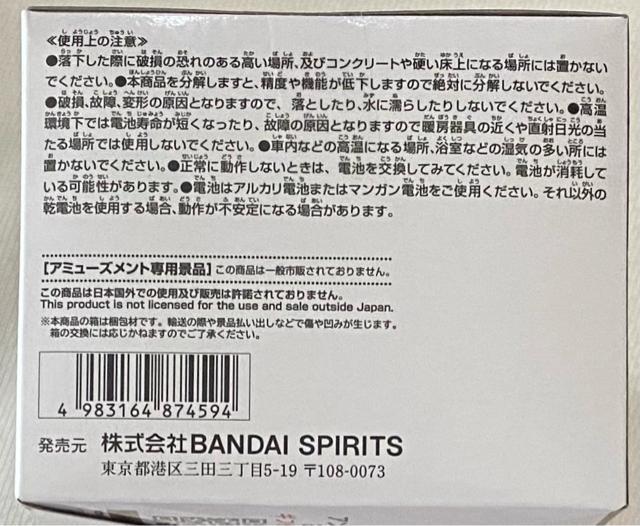 ≪使用上の注意≫
●落下した際に破損の恐れのある高い場所、及びコンクリートや硬い床上になる場所には置かない
でください。●本商品を分解しますと、精度や機能が低下しますので絶対に分解しないでください。
●破損、故障、変形の原因となりますので、落としたり、水に濡らしたりしないでください。●高温
環境下では電池寿命が短くなったり、故障の原因となりますので暖房器具の近くや直射日光の当
たる場所では使用しないでください。●車内などの高温になる場所、浴室などの湿気の多い所には
置かないでください。●正常に動作しないときは、電池を交換してみてください。電池が消耗して
いる可能性があります。●電池はアルカリ電池またはマンガン電池をご使用ください。それ以外の
乾電池を使用する場合、動作が不安定になる場合があります。
【アミューズメント専用景品】この商品は一般市販されておりません。
この商品は日本国外での使用及び販売は許諾されておりません。
This product is not licensed for the use and sale outside Japan.
※本商品の箱は梱包材です。輸送の際や景品払い出しなどで傷や凹みが生じます。
箱の交換には応じかねますのでご了承ください。
4 983164 874594
発売元 株式会社BANDAI SPIRITS
東京都港区三田三丁目5-19 〒108-0073